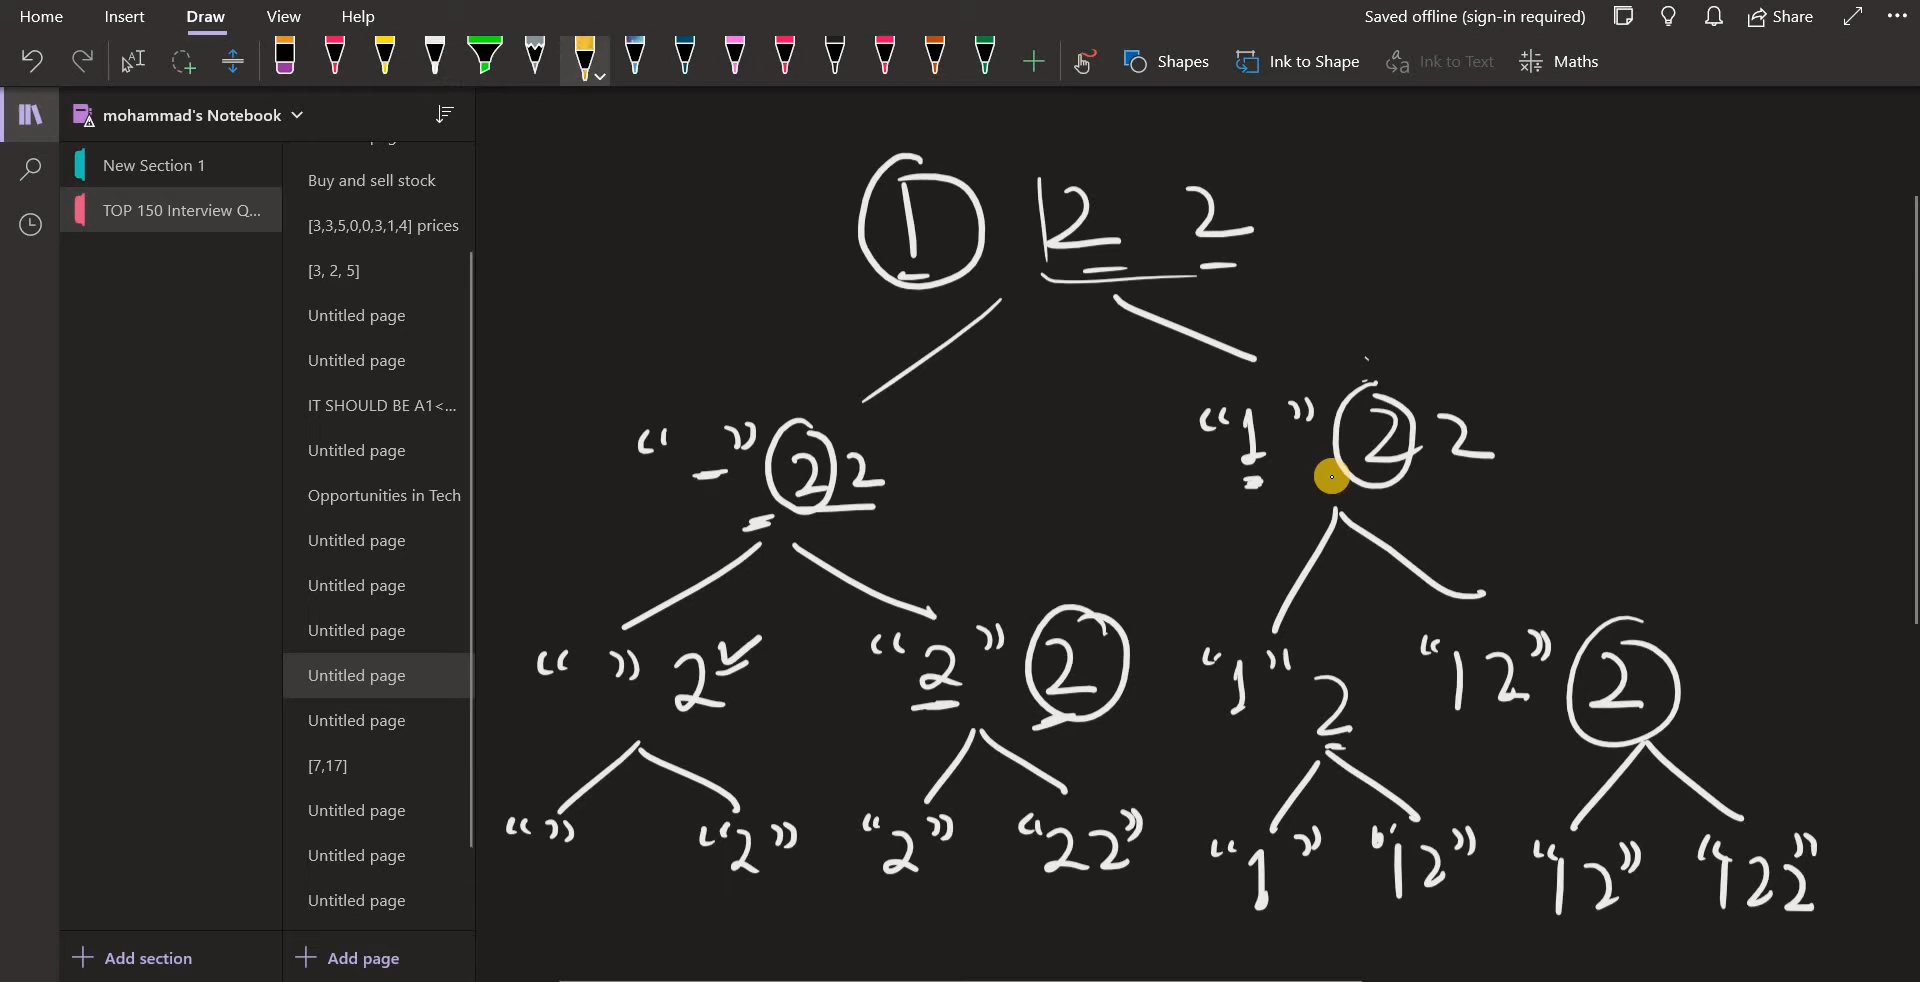 Home Insert Draw View Help Saved offline (sign-in required) Share
Shapes Ink to Shape Ink to Text Maths
mohammad's Notebook
New Section 1
TOP 150 Interview Q...
Buy and sell stock
[3,3,5,0,0,3,1,4] prices
[3, 2, 5]
Untitled page
Untitled page
IT SHOULD BE A1<...
Untitled page
Opportunities in Tech
Untitled page
Untitled page
Untitled page
Untitled page
Untitled page
[7,17]
Untitled page
Untitled page
Untitled page
Add section
Add page
1 2 2
“ ” 2 2 “1” 2 2
“ ” 2 “2” 2 “1” 2 “12” 2
“” “2” “2” “22” “1” “12” “12” “122”